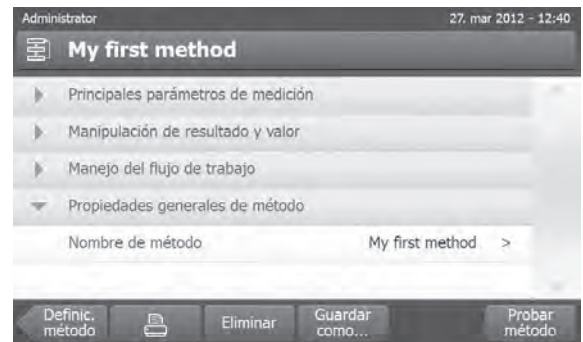 Administrator
27. mar 2012 - 12:40
My first method
Principales parámetros de medición
Manipulación de resultado y valor
Manejo del flujo de trabajo
Propiedades generales de método
Nombre de método My first method >
Definic. método
Eliminar
Guardar como...
Probar método